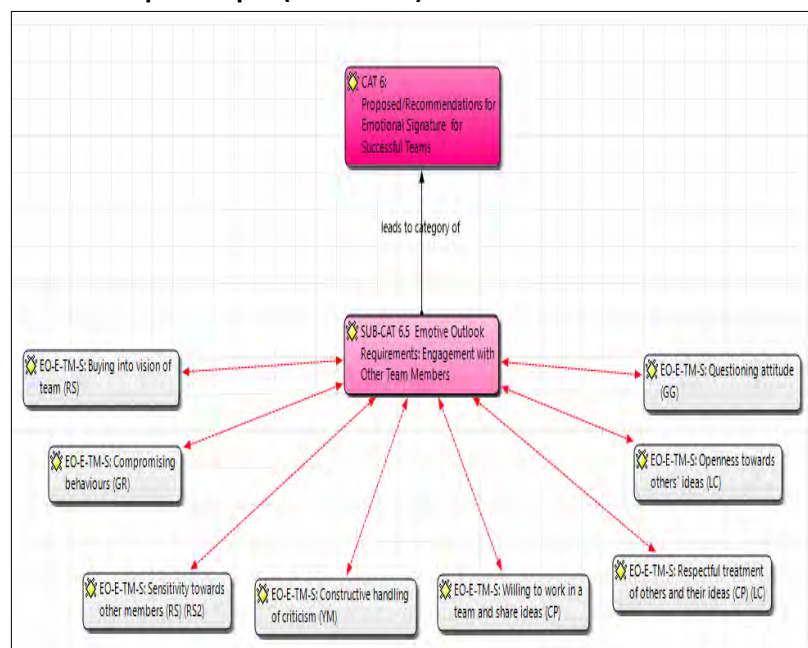 CAT 6:
Proposed/Recommendations for
Emotional Signature for
Successful Teams
leads to category of
SUB-CAT 6.5 Emotive Outlook
Requirements: Engagement with
Other Team Members
EO-E-TM-S: Buying into vision of
team (RS)
EO-E-TM-S: Questioning attitude
(GG)
EO-E-TM-S: Compromising
behaviours (GR)
EO-E-TM-S: Openness towards
others' ideas (LC)
EO-E-TM-S: Sensitivity towards
other members (RS) (RS2)
EO-E-TM-S: Constructive handling
of criticism (YM)
EO-E-TM-S: Willing to work in a
team and share ideas (CP)
EO-E-TM-S: Respectful treatment
of others and their ideas (CP) (LC)